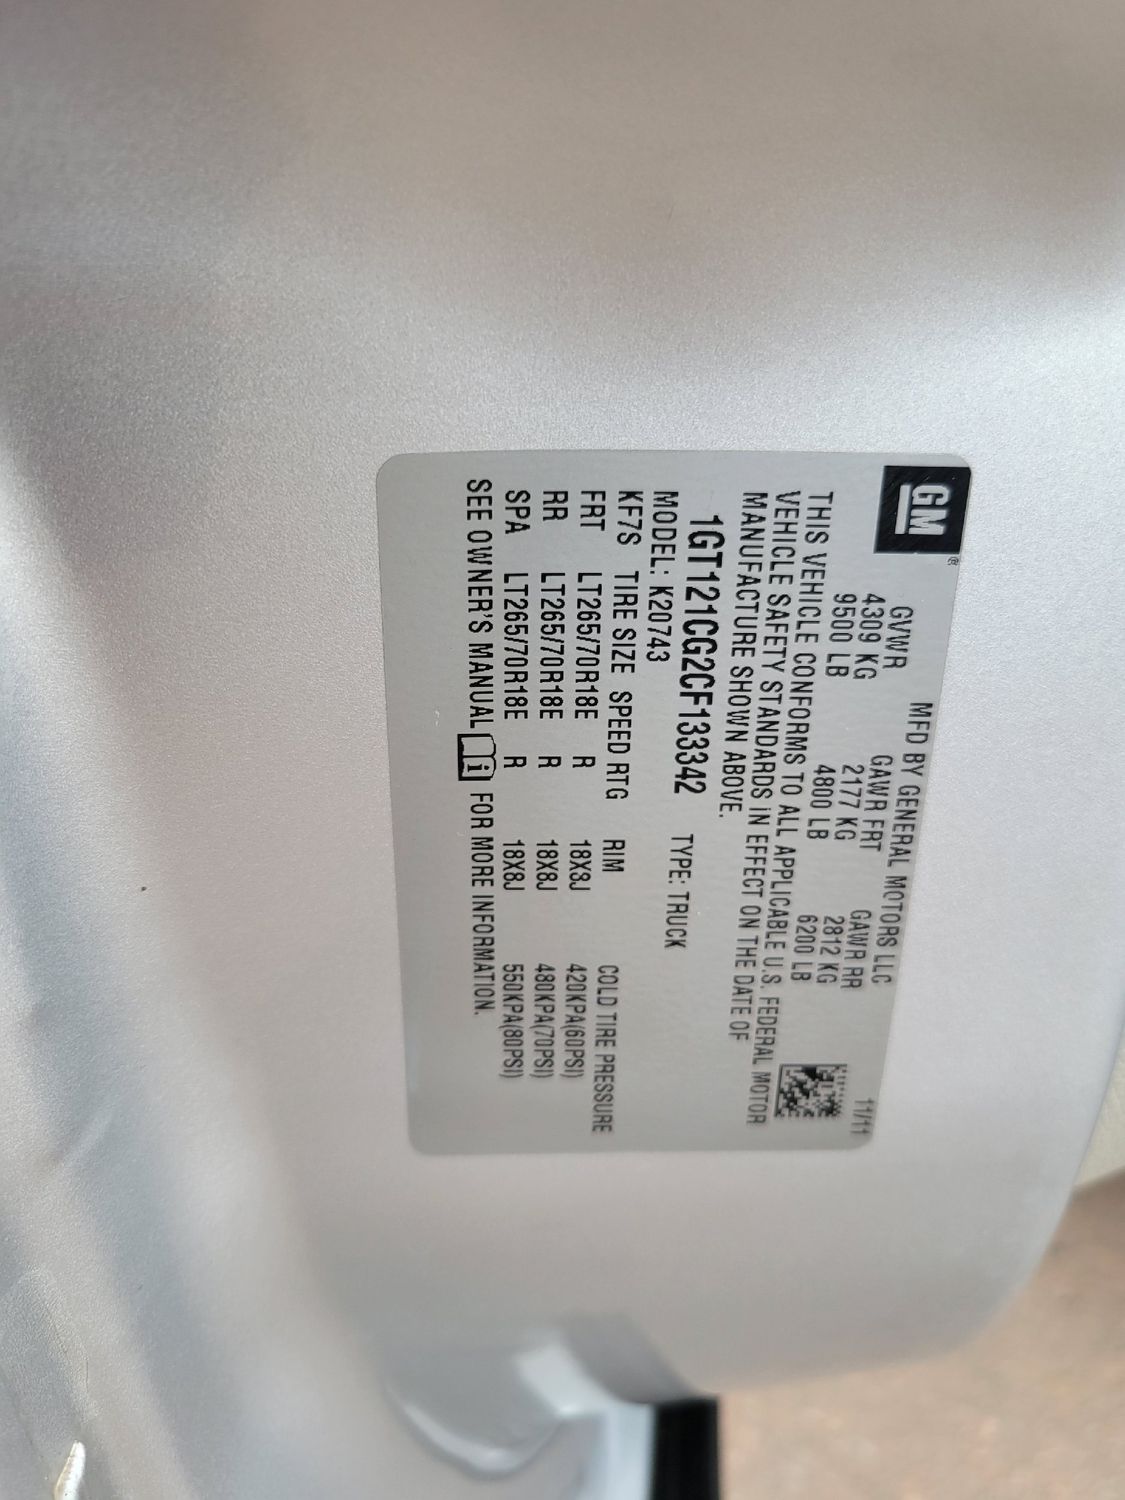 GM®
MFD BY GENERAL MOTORS LLC 11/11
GVWR GAWR FRT GAWR RR
4309 KG 2177 KG 2812 KG
9500 LB 4800 LB 6200 LB
THIS VEHICLE CONFORMS TO ALL APPLICABLE U.S. FEDERAL MOTOR
VEHICLE SAFETY STANDARDS IN EFFECT ON THE DATE OF
MANUFACTURE SHOWN ABOVE.
1GT121CG2CF133342 TYPE: TRUCK
MODEL: K20743
KF7S TIRE SIZE SPEED RTG RIM COLD TIRE PRESSURE
FRT LT265/70R18E R 18X8J 420KPA(60PSI)
RR LT265/70R18E R 18X8J 480KPA(70PSI)
SPA LT265/70R18E R 18X8J 550KPA(80PSI)
SEE OWNER'S MANUAL i FOR MORE INFORMATION.